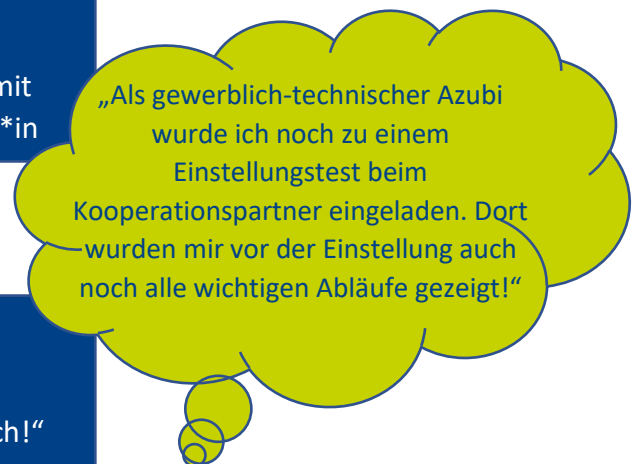 mit
*in
„Als gewerblich-technischer Azubi
wurde ich noch zu einem
Einstellungstest beim
Kooperationspartner eingeladen. Dort
wurden mir vor der Einstellung auch
noch alle wichtigen Abläufe gezeigt!“
ch!“